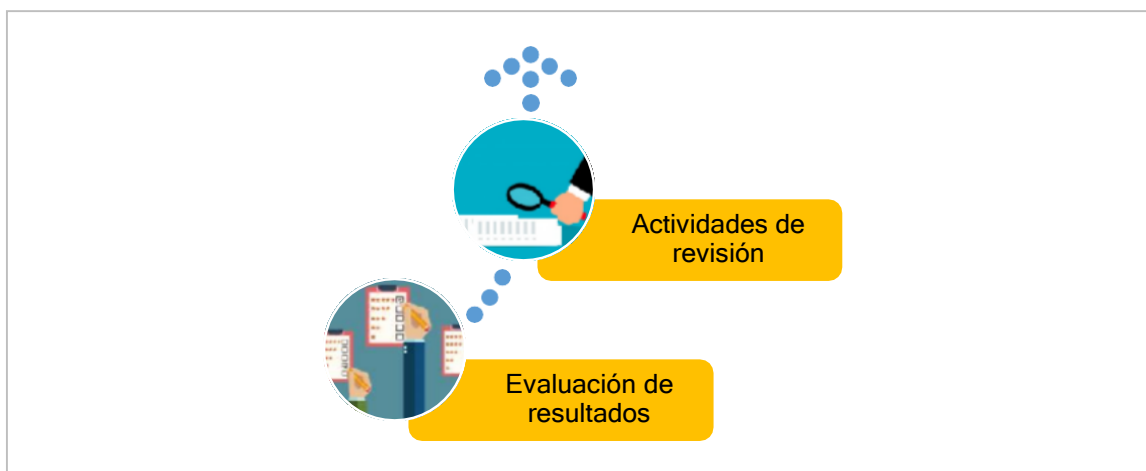 Actividades de
revisión
Evaluación de
resultados